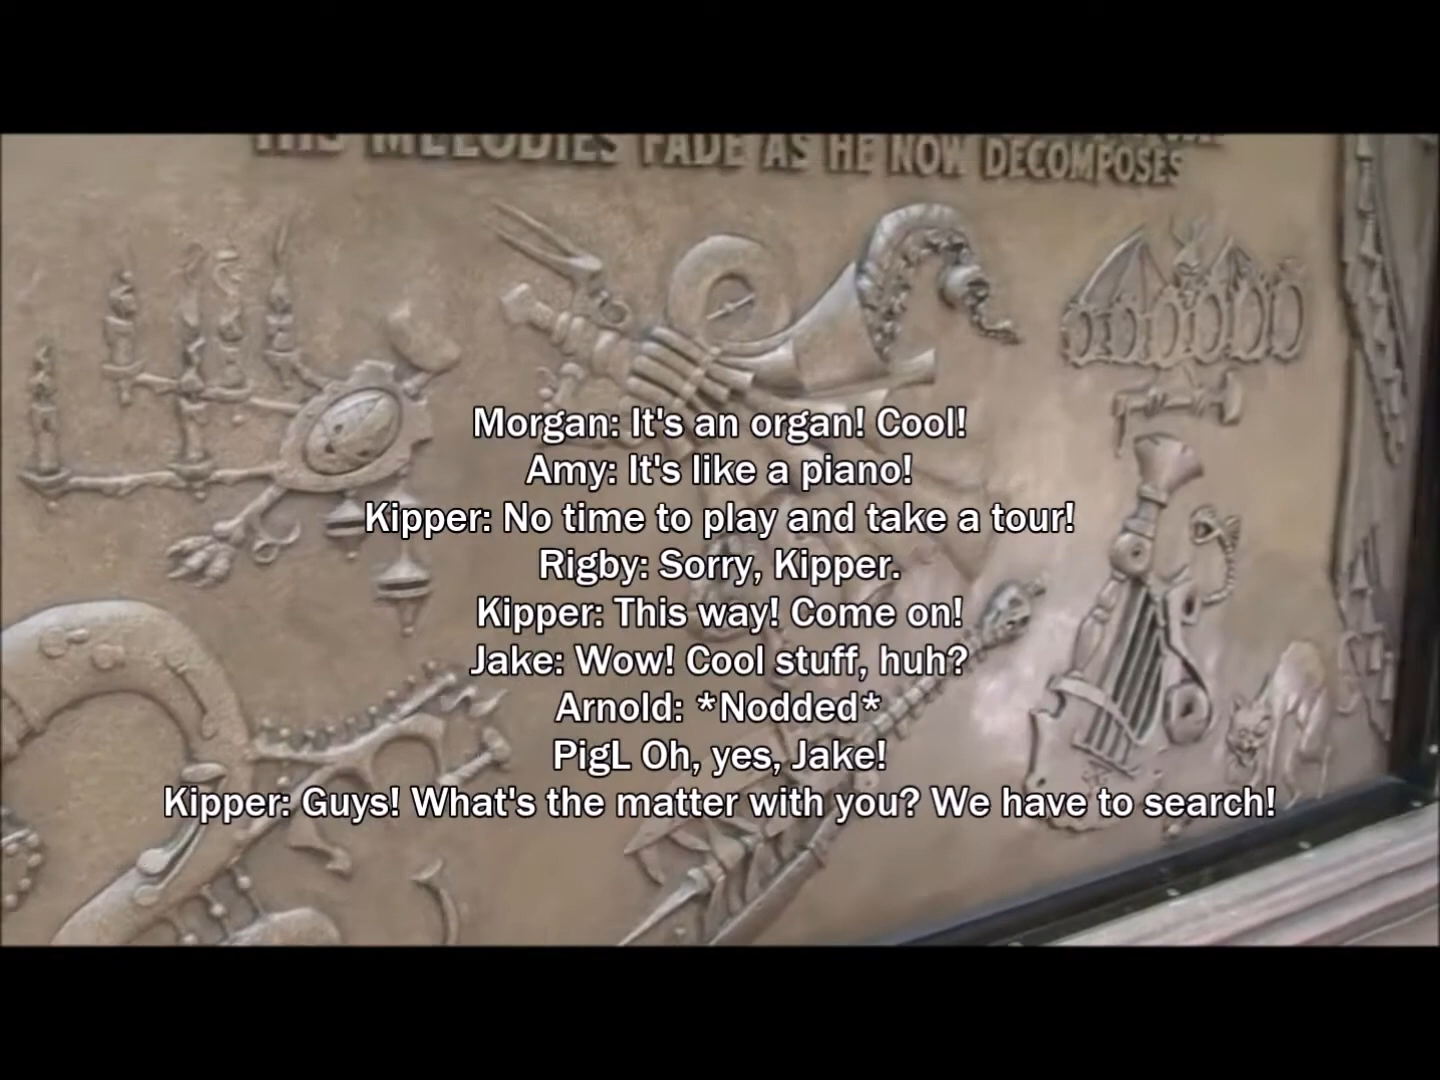 HIS MELODIES FADE AS HE NOW DECOMPOSES
Morgan: It's an organ! Cool!
Amy: It's like a piano!
Kipper: No time to play and take a tour!
Rigby: Sorry, Kipper.
Kipper: This way! Come on!
Jake: Wow! Cool stuff, huh?
Arnold: *Nodded*
PigL Oh, yes, Jake!
Kipper: Guys! What's the matter with you? We have to search!